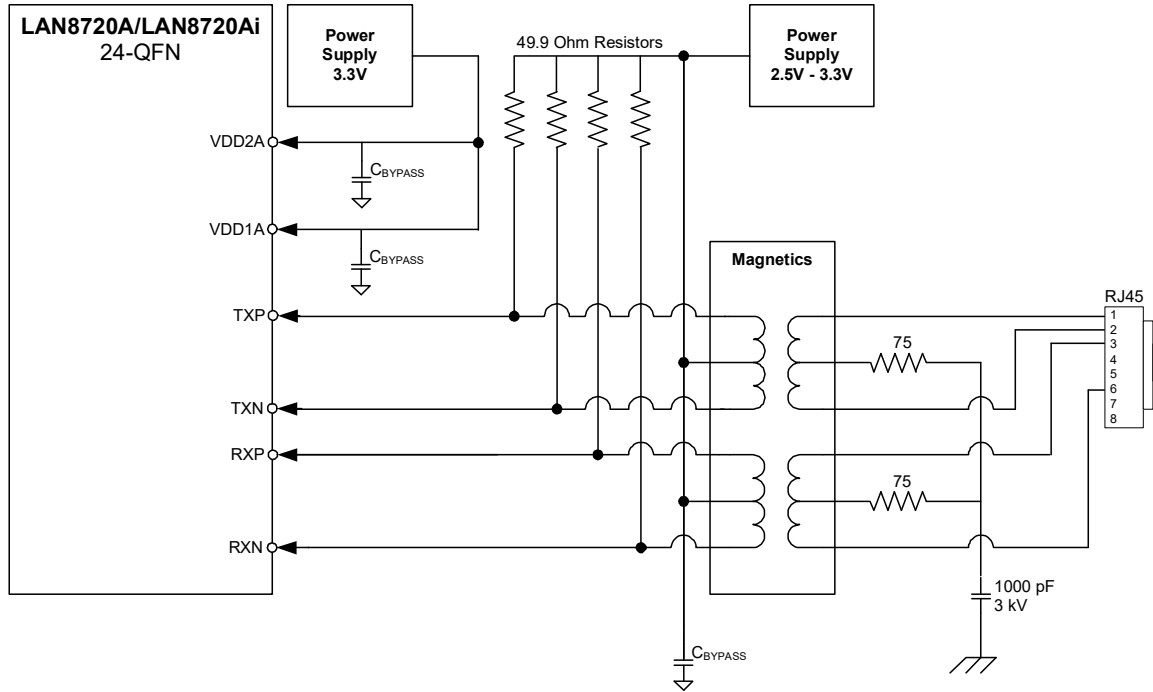 LAN8720A/LAN8720Ai
24-QFN
Power
Supply
3.3V
49.9 Ohm Resistors
Power
Supply
2.5V - 3.3V
VDD2A
CBYPASS
VDD1A
CBYPASS
Magnetics
TXP
RJ45
1
2
3
4
5
6
7
8
75
TXN
RXP
75
RXN
1000 pF
3 kV
CBYPASS